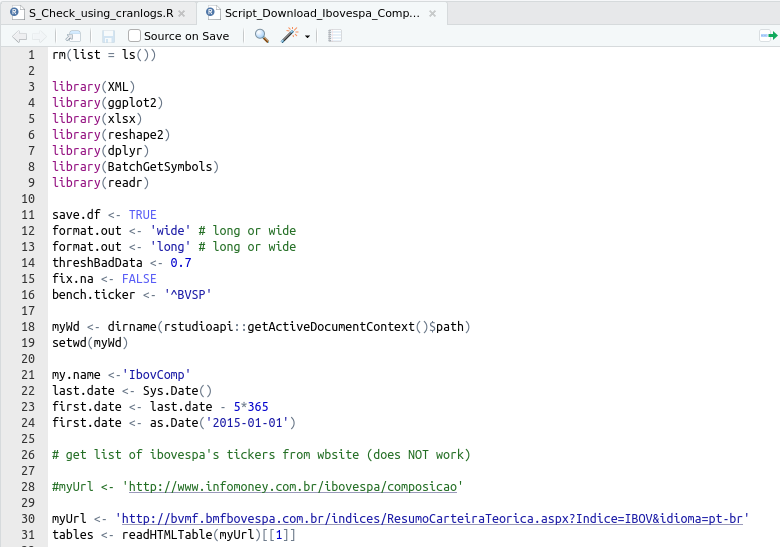 S_Check_using_cranlogs.R
Script_Download_Ibovespa_Comp...
Source on Save
1 rm(list = ls())
2
3 library(XML)
4 library(ggplot2)
5 library(xlsx)
6 library(reshape2)
7 library(dplyr)
8 library(BatchGetSymbols)
9 library(readr)
10
11 save.df <- TRUE
12 format.out <- 'wide' # long or wide
13 format.out <- 'long' # long or wide
14 threshBadData <- 0.7
15 fix.na <- FALSE
16 bench.ticker <- '^BVSP'
17
18 myWd <- dirname(rstudioapi::getActiveDocumentContext()$path)
19 setwd(myWd)
20
21 my.name <-'IbovComp'
22 last.date <- Sys.Date()
23 first.date <- last.date - 5*365
24 first.date <- as.Date('2015-01-01')
25
26 # get list of ibovespa's tickers from wbsite (does NOT work)
27
28 #myUrl <- 'http://www.infomoney.com.br/ibovespa/composicao'
29
30 myUrl <- 'http://bvmf.bmfbovespa.com.br/indices/ResumoCarteiraTeorica.aspx?Indice=IBOV&idioma=pt-br'
31 tables <- readHTMLTable(myUrl)[[1]]